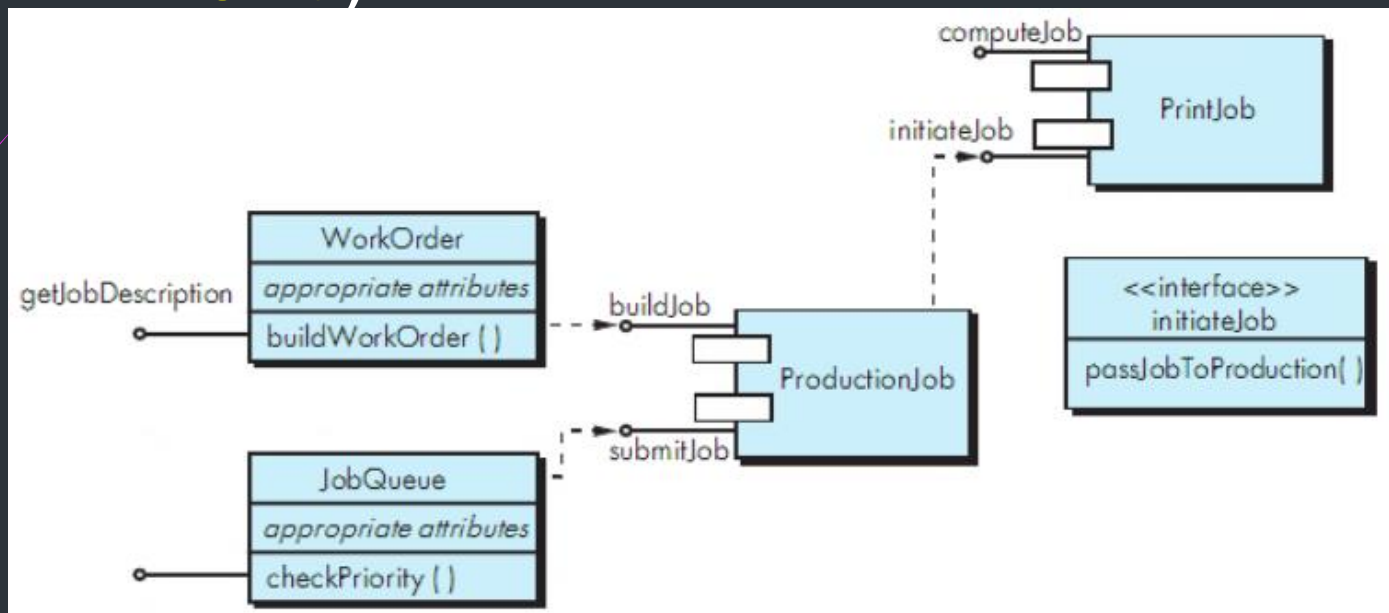 computeJob
PrintJob
initiateJob
WorkOrder
appropriate attributes
buildWorkOrder ( )
getJobDescription
buildJob
ProductionJob
submitJob
<<interface>>
initiateJob
passJobToProduction( )
JobQueue
appropriate attributes
checkPriority ( )